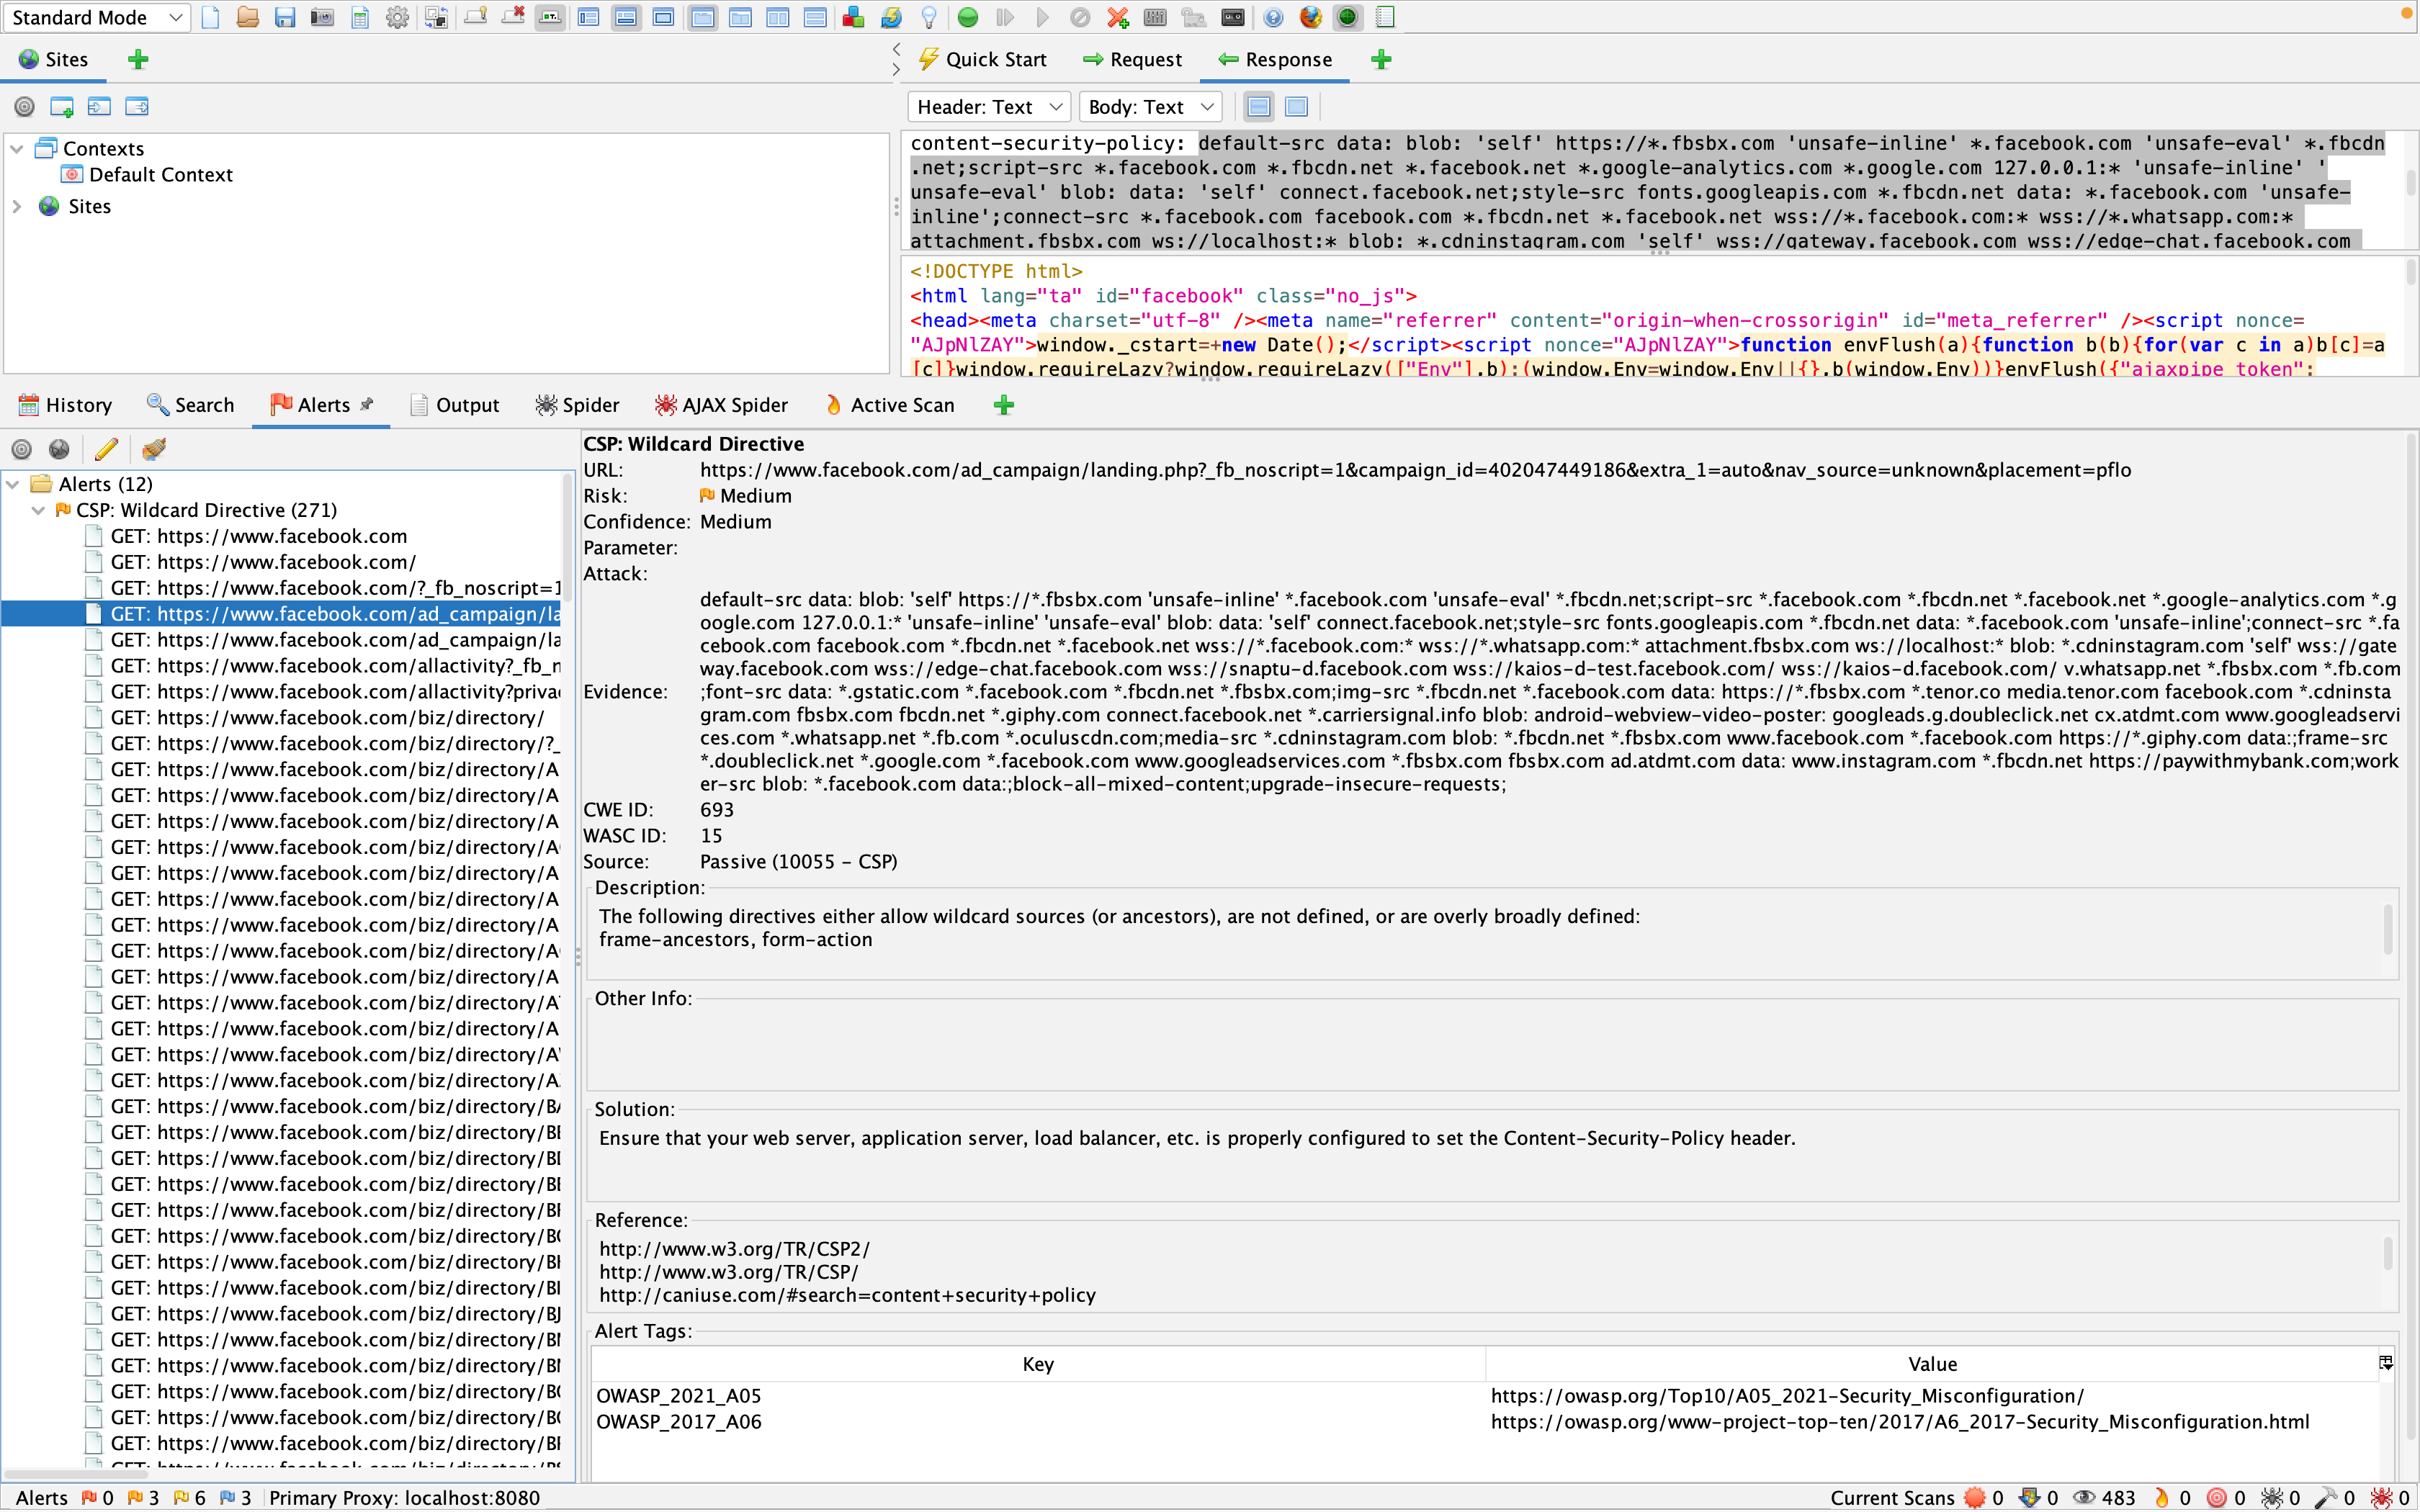 Standard Mode
Sites
Quick Start
Request
Response
Header: Text
Body: Text
Contexts
Default Context
Sites
content-security-policy: default-src data: blob: 'self' https://*.fbsbx.com 'unsafe-inline' *.facebook.com 'unsafe-eval' *.fbcdn
.net;script-src *.facebook.com *.fbcdn.net *.facebook.net *.google-analytics.com *.google.com 127.0.0.1:* 'unsafe-inline' '
unsafe-eval' blob: data: 'self' connect.facebook.net;style-src fonts.googleapis.com *.fbcdn.net data: *.facebook.com 'unsafe-
inline';connect-src *.facebook.com facebook.com *.fbcdn.net *.facebook.net wss://*.facebook.com:* wss://*.whatsapp.com:*
attachment.fbsbx.com ws://localhost:* blob: *.cdninstagram.com 'self' wss://gateway.facebook.com wss://edge-chat.facebook.com
<!DOCTYPE html>
<html lang="ta" id="facebook" class="no_js">
<head><meta charset="utf-8" /><meta name="referrer" content="origin-when-crossorigin" id="meta_referrer" /><script nonce=
"AJpNlZAY">window._cstart=+new Date();</script><script nonce="AJpNlZAY">function envFlush(a){function b(b){for(var c in a)b[c]=a
[c]}window.requireLazy?window.requireLazy(["Env"],b):(window.Env=window.Env||{},b(window.Env))}envFlush({"ajaxpipe_token":
History
Search
Alerts
Output
Spider
AJAX Spider
Active Scan
Alerts (12)
CSP: Wildcard Directive (271)
GET: https://www.facebook.com
GET: https://www.facebook.com/
GET: https://www.facebook.com/?_fb_noscript=1
GET: https://www.facebook.com/ad_campaign/la
GET: https://www.facebook.com/ad_campaign/la
GET: https://www.facebook.com/allactivity?_fb_n
GET: https://www.facebook.com/allactivity?priva
GET: https://www.facebook.com/biz/directory/
GET: https://www.facebook.com/biz/directory/?_
GET: https://www.facebook.com/biz/directory/A
GET: https://www.facebook.com/biz/directory/A
GET: https://www.facebook.com/biz/directory/A
GET: https://www.facebook.com/biz/directory/A
GET: https://www.facebook.com/biz/directory/A
GET: https://www.facebook.com/biz/directory/A
GET: https://www.facebook.com/biz/directory/A
GET: https://www.facebook.com/biz/directory/A
GET: https://www.facebook.com/biz/directory/A
GET: https://www.facebook.com/biz/directory/A
GET: https://www.facebook.com/biz/directory/A
GET: https://www.facebook.com/biz/directory/A
GET: https://www.facebook.com/biz/directory/A
GET: https://www.facebook.com/biz/directory/B
GET: https://www.facebook.com/biz/directory/B
GET: https://www.facebook.com/biz/directory/B
GET: https://www.facebook.com/biz/directory/B
GET: https://www.facebook.com/biz/directory/B
GET: https://www.facebook.com/biz/directory/B
GET: https://www.facebook.com/biz/directory/B
GET: https://www.facebook.com/biz/directory/B
GET: https://www.facebook.com/biz/directory/B
GET: https://www.facebook.com/biz/directory/B
GET: https://www.facebook.com/biz/directory/B
GET: https://www.facebook.com/biz/directory/B
GET: https://www.facebook.com/biz/directory/B
GET: https://www.facebook.com/biz/directory/B
CSP: Wildcard Directive
URL: https://www.facebook.com/ad_campaign/landing.php?_fb_noscript=1&campaign_id=402047449186&extra_1=auto&nav_source=unknown&placement=pflo
Risk: Medium
Confidence: Medium
Parameter:
Attack:
default-src data: blob: 'self' https://*.fbsbx.com 'unsafe-inline' *.facebook.com 'unsafe-eval' *.fbcdn.net;script-src *.facebook.com *.fbcdn.net *.facebook.net *.google-analytics.com *.g
oogle.com 127.0.0.1:* 'unsafe-inline' 'unsafe-eval' blob: data: 'self' connect.facebook.net;style-src fonts.googleapis.com *.fbcdn.net data: *.facebook.com 'unsafe-inline';connect-src *.fa
cebook.com facebook.com *.fbcdn.net *.facebook.net wss://*.facebook.com:* wss://*.whatsapp.com:* attachment.fbsbx.com ws://localhost:* blob: *.cdninstagram.com 'self' wss://gate
way.facebook.com wss://edge-chat.facebook.com wss://snaptu-d.facebook.com wss://kaios-d-test.facebook.com/ wss://kaios-d.facebook.com/ v.whatsapp.net *.fbsbx.com *.fb.com
Evidence: ;font-src data: *.gstatic.com *.facebook.com *.fbcdn.net *.fbsbx.com;img-src *.fbcdn.net *.facebook.com data: https://*.fbsbx.com *.tenor.co media.tenor.com facebook.com *.cdninsta
gram.com fbsbx.com fbcdn.net *.giphy.com connect.facebook.net *.carriersignal.info blob: android-webview-video-poster: googleads.g.doubleclick.net cx.atdmt.com www.googleadservi
ces.com *.whatsapp.net *.fb.com *.oculuscdn.com;media-src *.cdninstagram.com blob: *.fbcdn.net *.fbsbx.com www.facebook.com *.facebook.com https://*.giphy.com data:;frame-src
*.doubleclick.net *.google.com *.facebook.com www.googleadservices.com *.fbsbx.com fbsbx.com ad.atdmt.com data: www.instagram.com *.fbcdn.net https://paywithmybank.com;work
er-src blob: *.facebook.com data:;block-all-mixed-content;upgrade-insecure-requests;
CWE ID: 693
WASC ID: 15
Source: Passive (10055 - CSP)
Description:
The following directives either allow wildcard sources (or ancestors), are not defined, or are overly broadly defined:
frame-ancestors, form-action
Other Info:
Solution:
Ensure that your web server, application server, load balancer, etc. is properly configured to set the Content-Security-Policy header.
Reference:
http://www.w3.org/TR/CSP2/
http://www.w3.org/TR/CSP/
http://caniuse.com/#search=content+security+policy
Alert Tags:
Key Value
OWASP_2021_A05 https://owasp.org/Top10/A05_2021-Security_Misconfiguration/
OWASP_2017_A06 https://owasp.org/www-project-top-ten/2017/A6_2017-Security_Misconfiguration.html
Alerts 0 3 6 3 Primary Proxy: localhost:8080
Current Scans 0 0 483 0 0 0 0 0